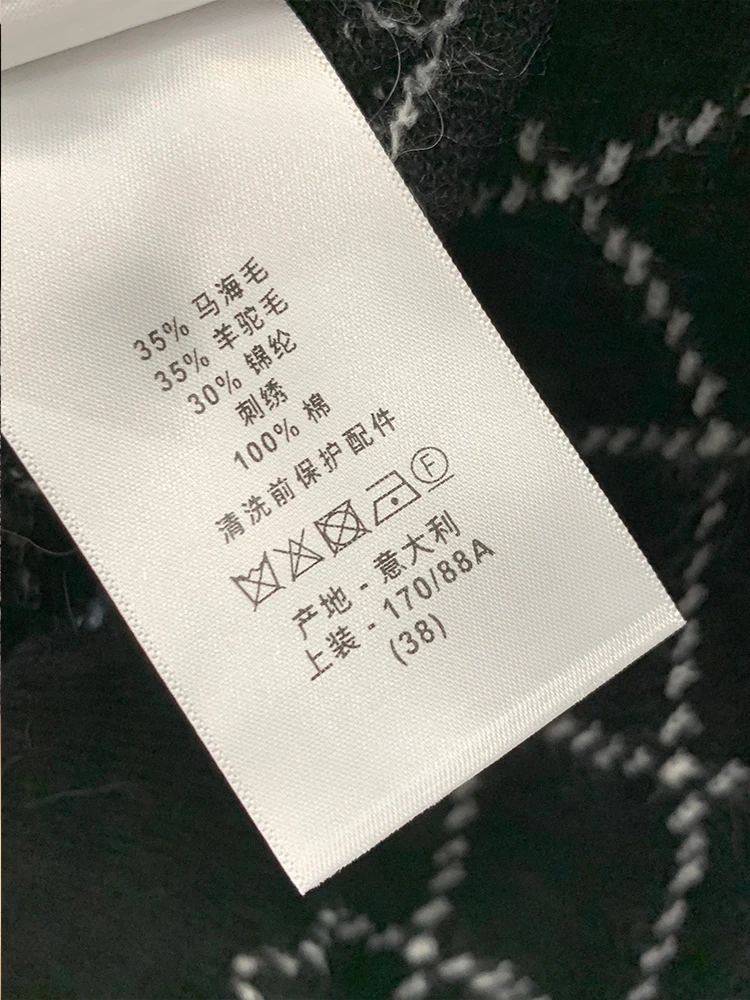 35% 马海毛
35% 羊驼毛
30% 锦纶
刺绣
100% 棉
清洗前保护配件
F
产地 - 意大利
上装 - 170/88A
(38)